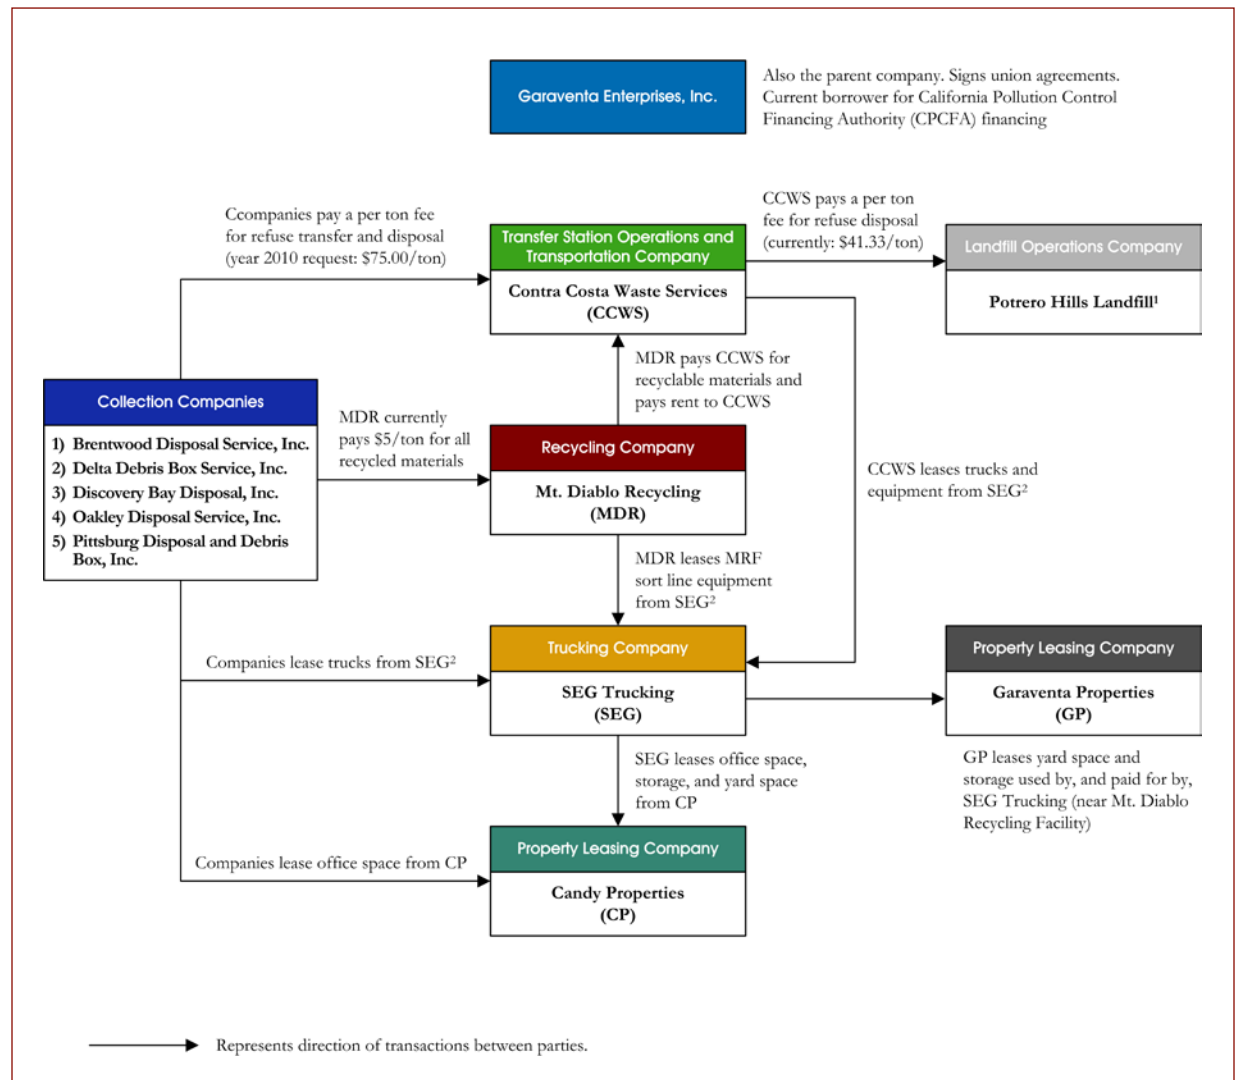 Garaventa Enterprises, Inc.
Also the parent company. Signs union agreements.
Current borrower for California Pollution Control
Financing Authority (CPCFA) financing
Ccompanies pay a per ton fee
for refuse transfer and disposal
(year 2010 request: $75.00/ton)
Transfer Station Operations and
Transportation Company
Contra Costa Waste Services
(CCWS)
CCWS pays a per ton
fee for refuse disposal
(currently: $41.33/ton)
Landfill Operations Company
Potrero Hills Landfill¹
MDR pays CCWS for
recyclable materials and
pays rent to CCWS
Collection Companies
1) Brentwood Disposal Service, Inc.
2) Delta Debris Box Service, Inc.
3) Discovery Bay Disposal, Inc.
4) Oakley Disposal Service, Inc.
5) Pittsburg Disposal and Debris
Box, Inc.
MDR currently
pays $5/ton for all
recycled materials
Recycling Company
Mt. Diablo Recycling
(MDR)
CCWS leases trucks and
equipment from SEG²
MDR leases MRF
sort line equipment
from SEG²
Companies lease trucks from SEG²
Trucking Company
SEG Trucking
(SEG)
Property Leasing Company
Garaventa Properties
(GP)
SEG leases office space,
storage, and yard space
from CP
GP leases yard space and
storage used by, and paid for by,
SEG Trucking (near Mt. Diablo
Recycling Facility)
Companies lease office space from CP
Property Leasing Company
Candy Properties
(CP)
Represents direction of transactions between parties.